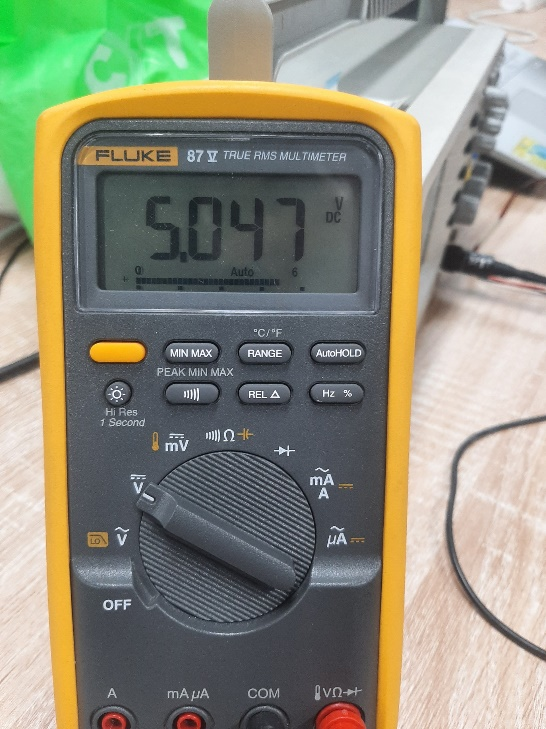 FLUKE 87 V TRUE RMS MULTIMETER
5.047 V DC
0 Auto 6
°C/°F
MIN MAX RANGE AutoHOLD
PEAK MIN MAX
REL Δ Hz %
Hi Res
1 Second
mV Ω
V mA
A
V µA
OFF
A mA µA COM VΩ